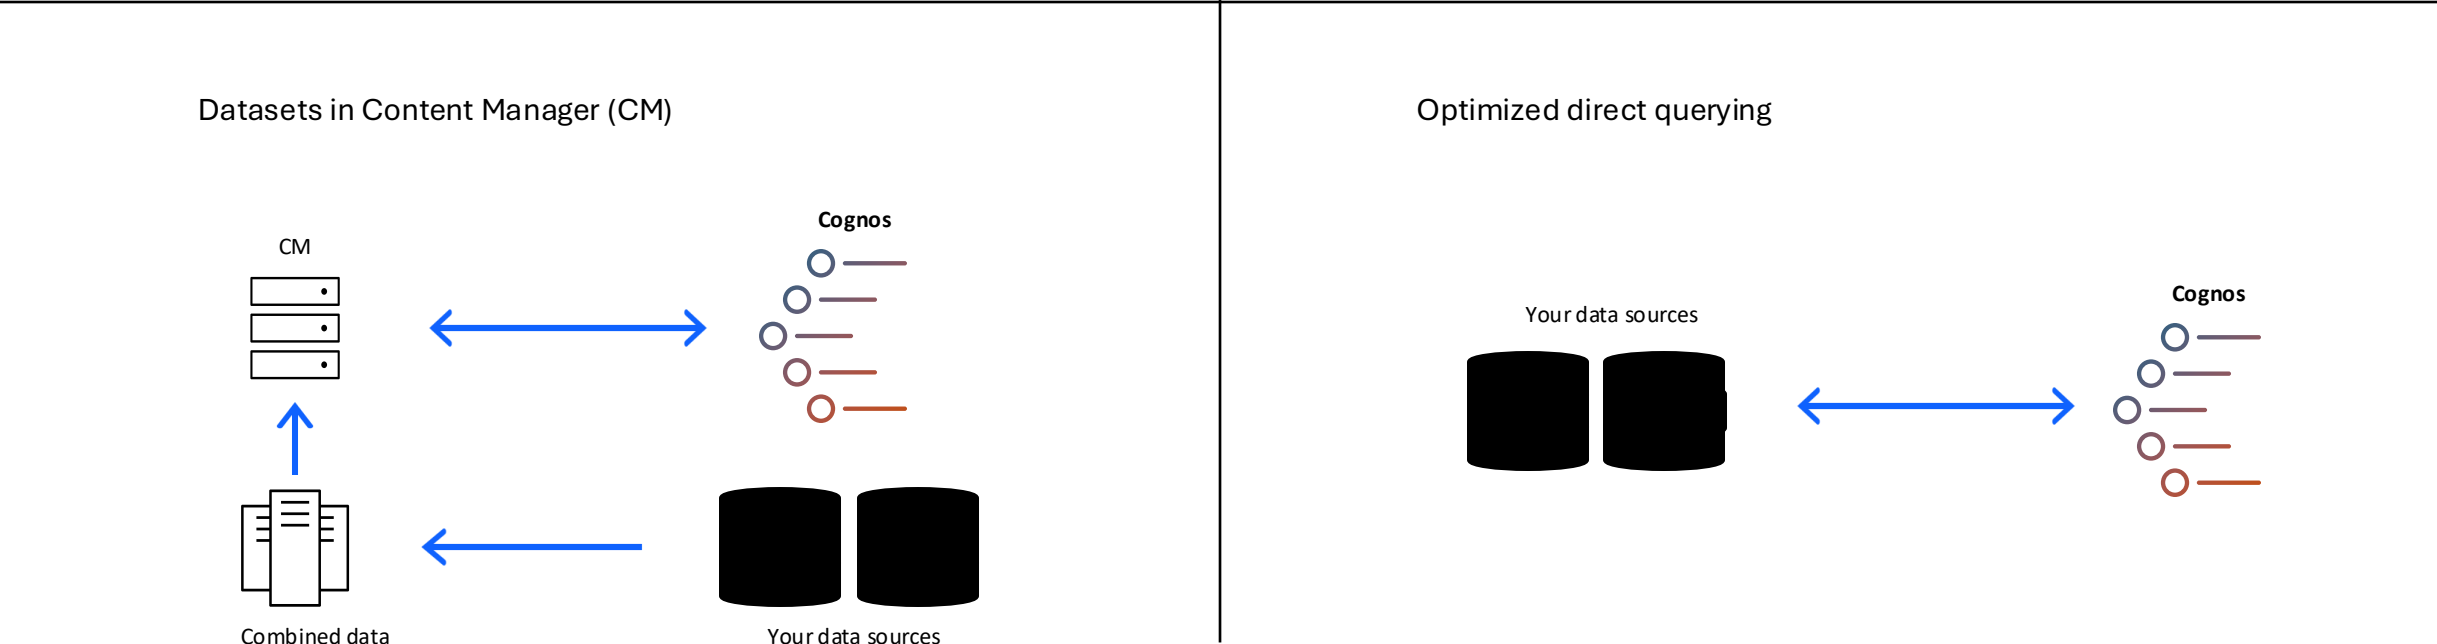 Datasets in Content Manager (CM)
Cognos
CM
Combined data
Your data sources
Optimized direct querying
Cognos
Your data sources